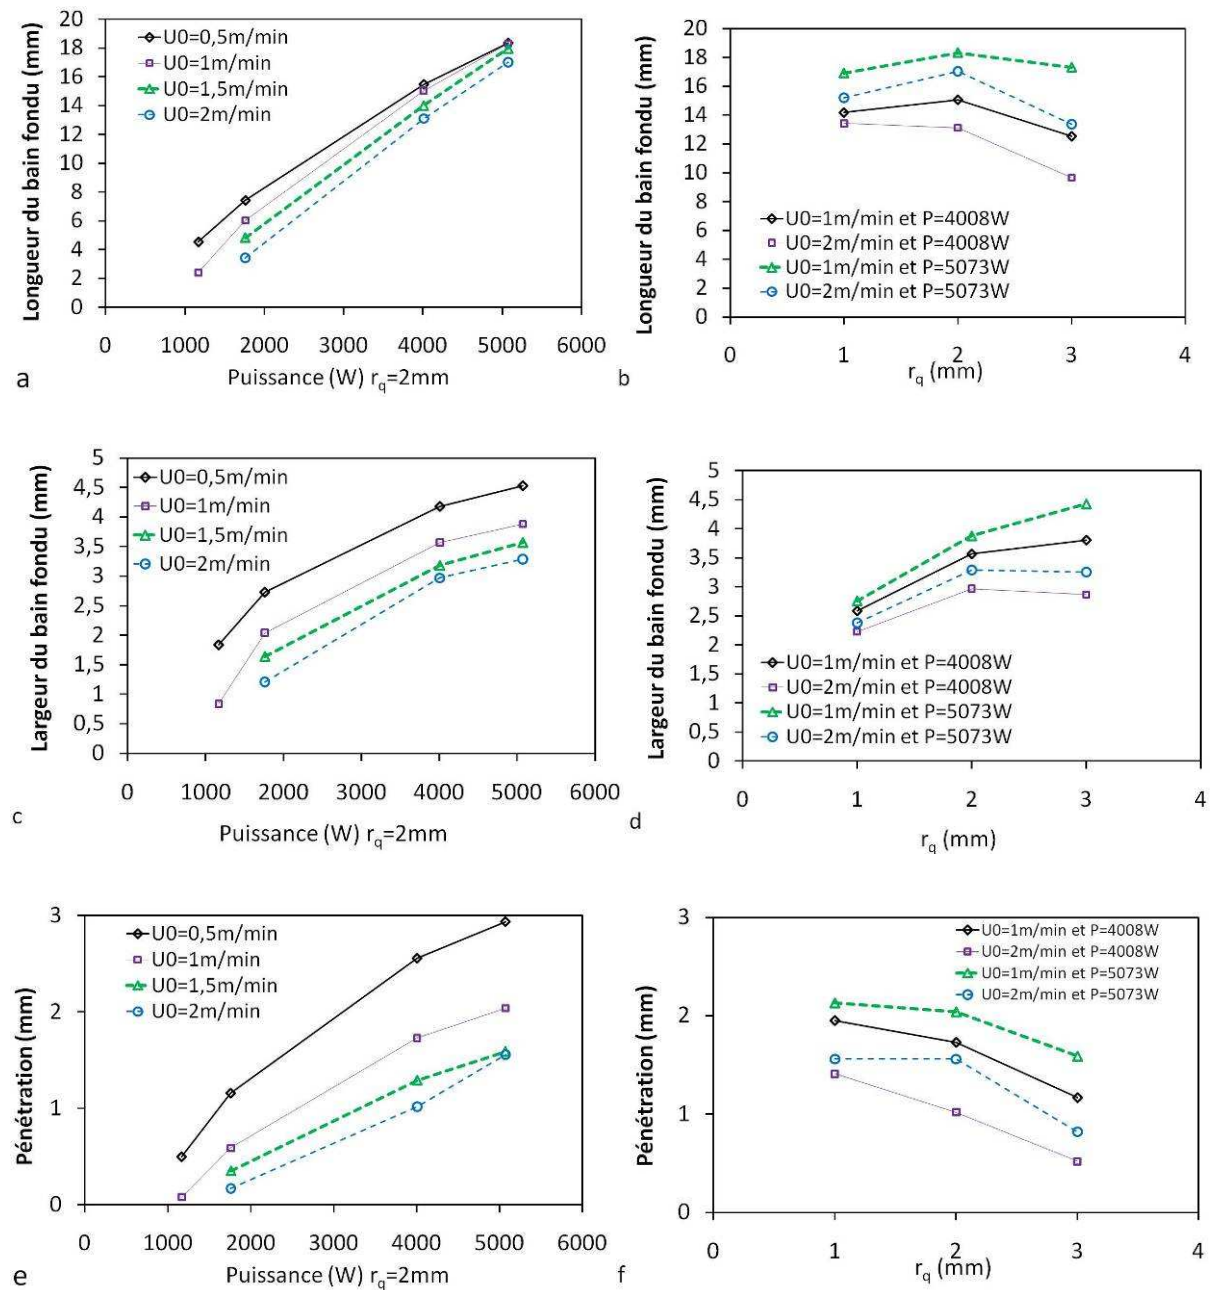 20
18
16
14
12
10
8
6
4
2
0
Longueur du bain fondu (mm)
U0=0,5m/min
U0=1m/min
U0=1,5m/min
U0=2m/min
0 1000 2000 3000 4000 5000 6000
Puissance (W) r_q=2mm
a
20
18
16
14
12
10
8
6
4
2
0
Longueur du bain fondu (mm)
U0=1m/min et P=4008W
U0=2m/min et P=4008W
U0=1m/min et P=5073W
U0=2m/min et P=5073W
0 1 2 3 4
r_q (mm)
b
5
4,5
4
3,5
3
2,5
2
1,5
1
0,5
0
Largeur du bain fondu (mm)
U0=0,5m/min
U0=1m/min
U0=1,5m/min
U0=2m/min
0 1000 2000 3000 4000 5000 6000
Puissance (W) r_q=2mm
c
5
4,5
4
3,5
3
2,5
2
1,5
1
0,5
0
Largeur du bain fondu (mm)
U0=1m/min et P=4008W
U0=2m/min et P=4008W
U0=1m/min et P=5073W
U0=2m/min et P=5073W
0 1 2 3 4
r_q (mm)
d
3
2
1
0
Pénétration (mm)
U0=0,5m/min
U0=1m/min
U0=1,5m/min
U0=2m/min
0 1000 2000 3000 4000 5000 6000
Puissance (W) r_q=2mm
e
3
2
1
0
Pénétration (mm)
U0=1m/min et P=4008W
U0=2m/min et P=4008W
U0=1m/min et P=5073W
U0=2m/min et P=5073W
0 1 2 3 4
r_q (mm)
f